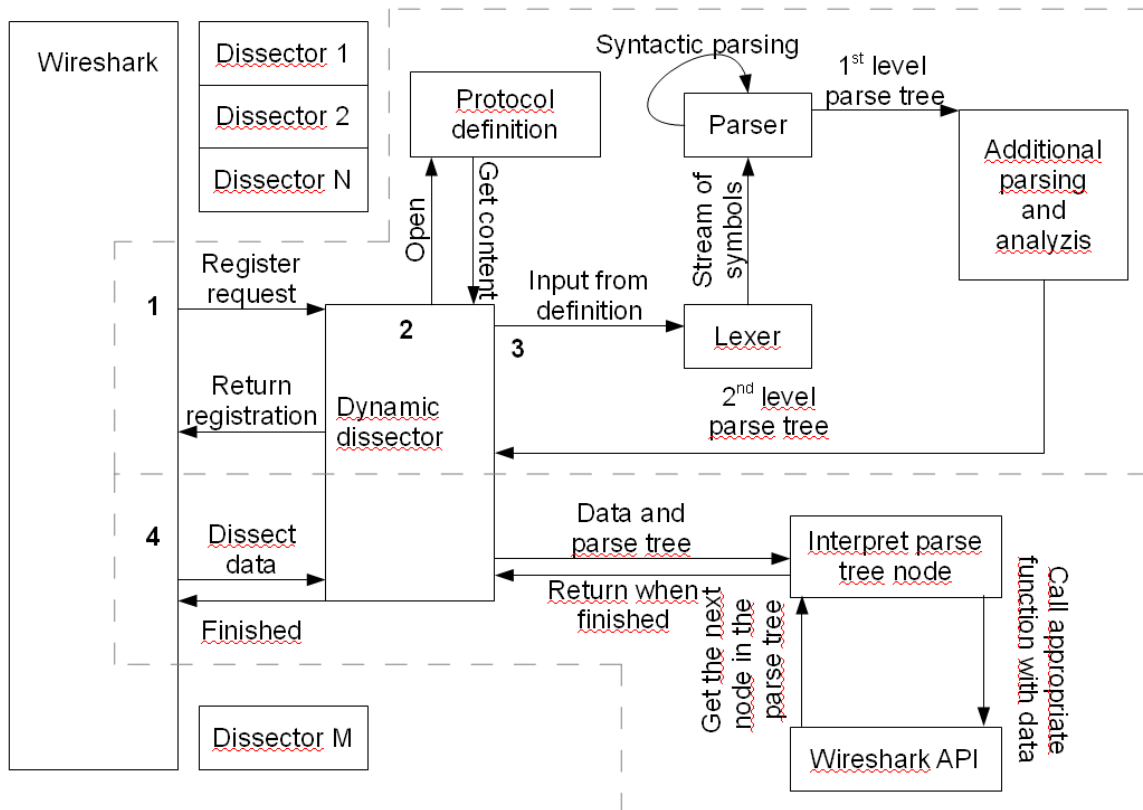 Wireshark
Dissector 1
Dissector 2
Dissector N
Protocol
definition
Open
Get content
Syntactic parsing
Parser
1st level
parse tree
Additional
parsing
and
analyzis
Stream of
symbols
1
Register
request
2
3
Input from
definition
Lexer
Return
registration
Dynamic
dissector
2nd level
parse tree
4
Dissect
data
Finished
Data and
parse tree
Return when
finished
Interpret parse
tree node
Get the next
node in the
parse tree
Call appropriate
function with data
Wireshark API
Dissector M